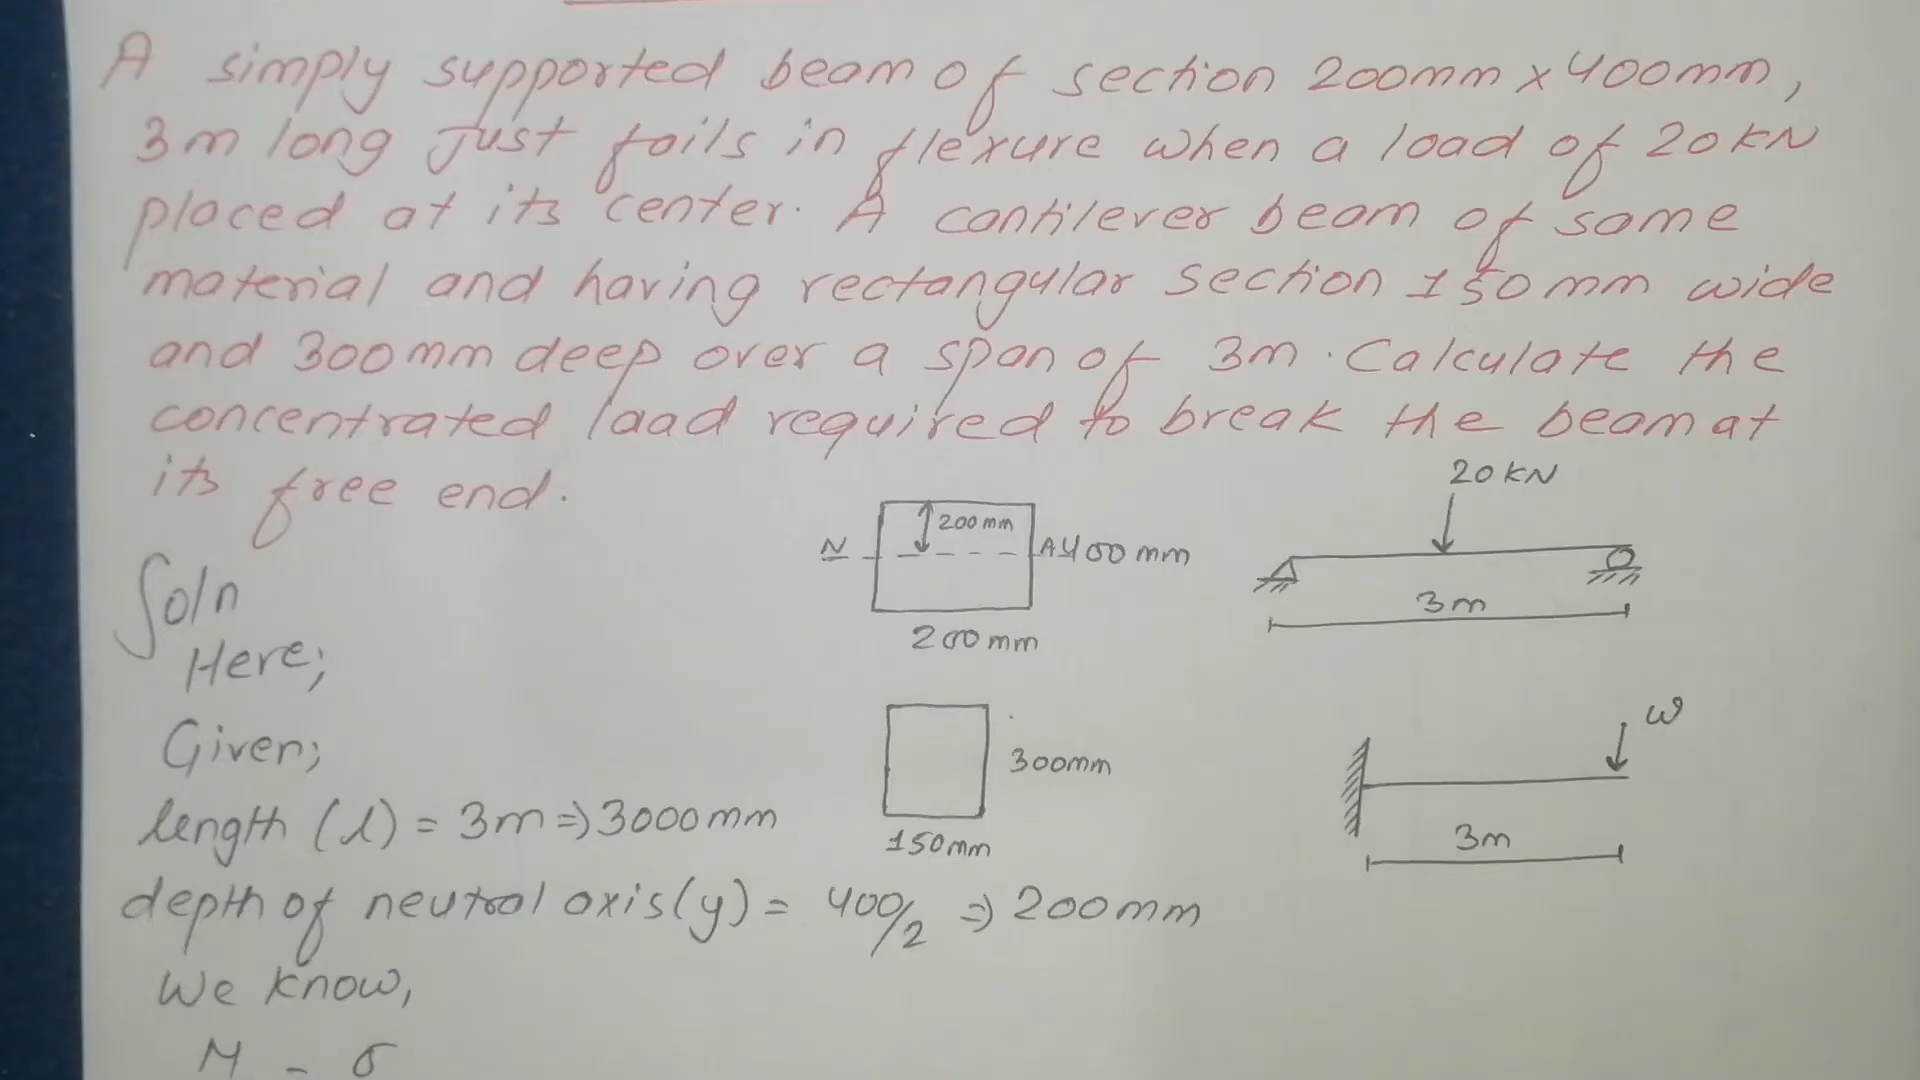 A simply supported beam of section 200mm x 400mm,
3m long just fails in flexure when a load of 20KN
placed at its center. A cantilever beam of same
material and having rectangular section 150mm wide
and 300mm deep over a span of 3m. Calculate the
concentrated laad required to break the beam at
its free end.
20KN
200mm
N A 400mm
3m
200mm
Soln
Here;
Given;
300mm
150mm
W
3m
length (l) = 3m => 3000mm
depth of neutral axis(y) = 400/2 => 200mm
We know,
M = σ